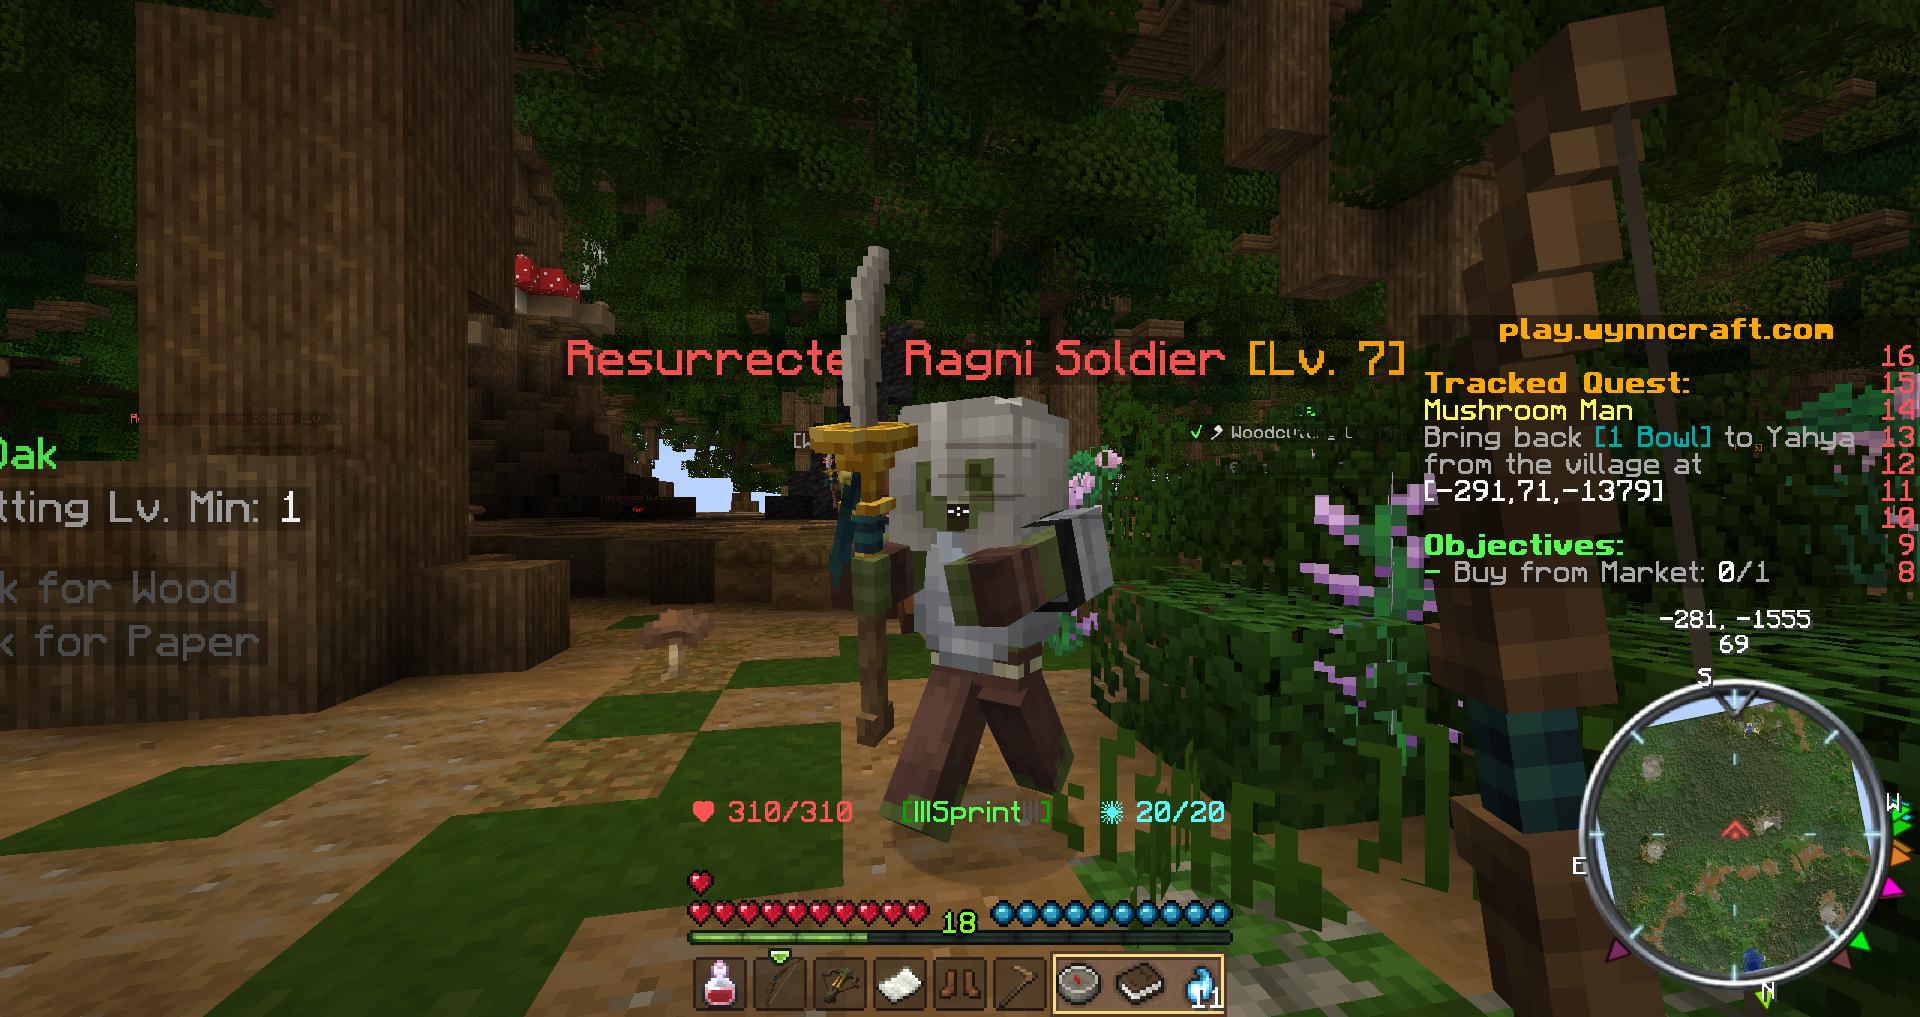 Resurrecte Ragni Soldier [Lv. 7]
play.wynncraft.com
16
Tracked Quest:
15
Mushroom Man
14
Bring back [1 Bowl] to Yahya
13
from the village at
12
[-291,71,-1379]
11
10
Objectives:
9
- Buy from Market: 0/1
8
Oak
tting Lv. Min: 1
k for Wood
k for Paper
✓ Woodcutting L
-281, -1555
69
S
W
E
N
310/310
[|||Sprint|||]
20/20
18
11